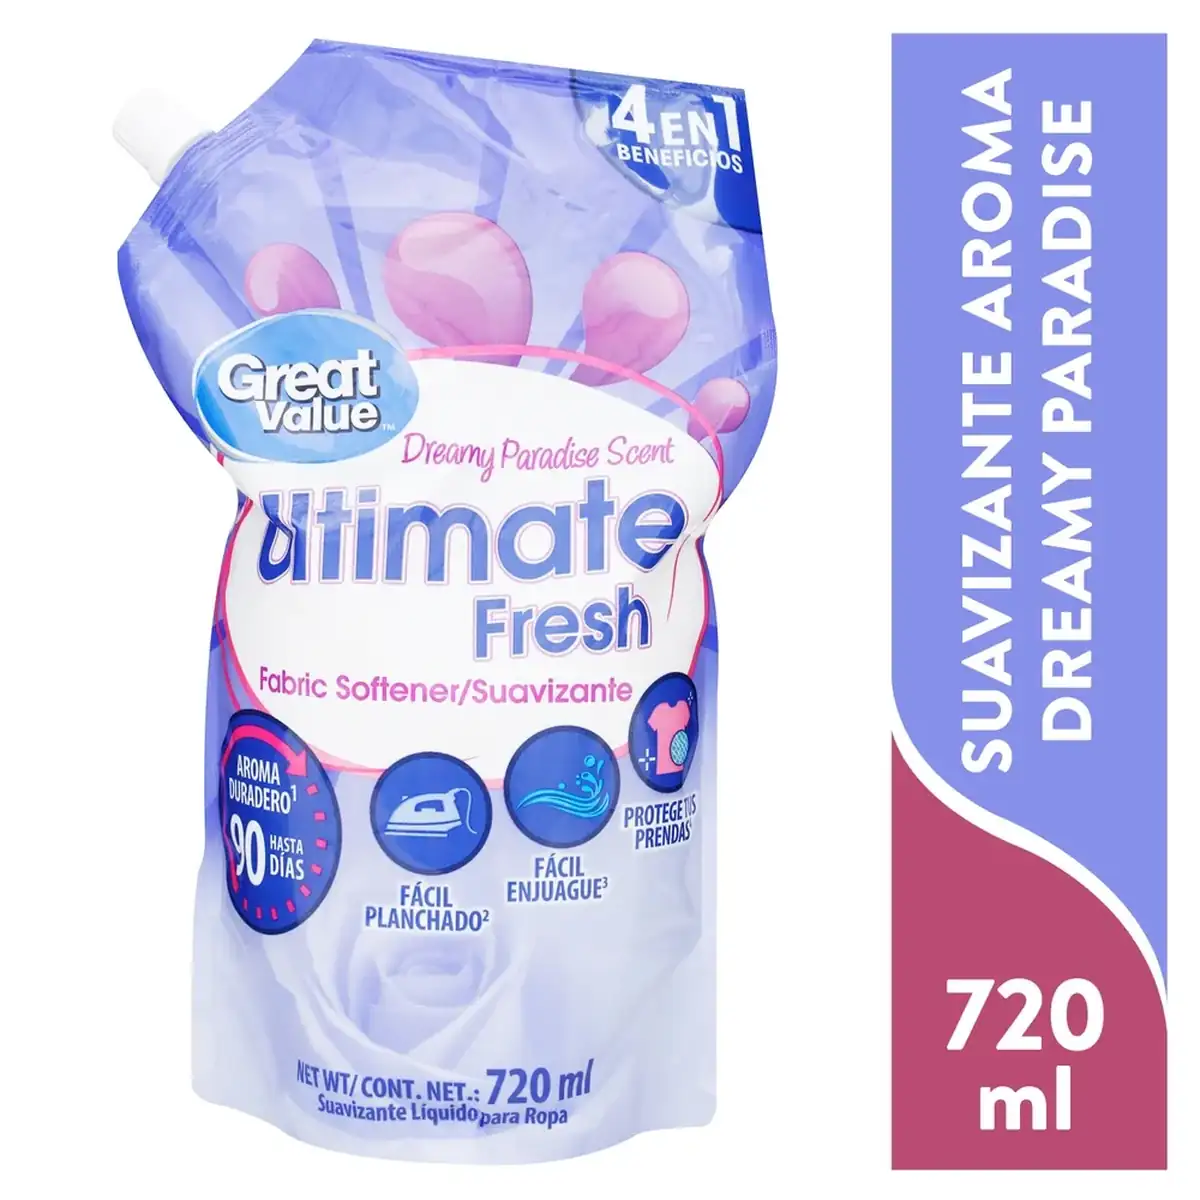 4 EN 1
BENEFICIOS
Great
Value™
Dreamy Paradise Scent
Ultimate
Fresh
Fabric Softener/Suavizante
AROMA
DURADERO¹
90 HASTA
DÍAS
FÁCIL
PLANCHADO²
FÁCIL
ENJUAGUE³
PROTEGE TUS
PRENDAS⁴
NET WT/ CONT. NET.: 720 ml
Suavizante Líquido para Ropa
SUAVIZANTE AROMA
DREAMY PARADISE
720
ml